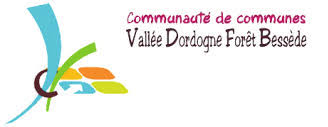 Communauté de communes
Vallée Dordogne Forêt Bessède